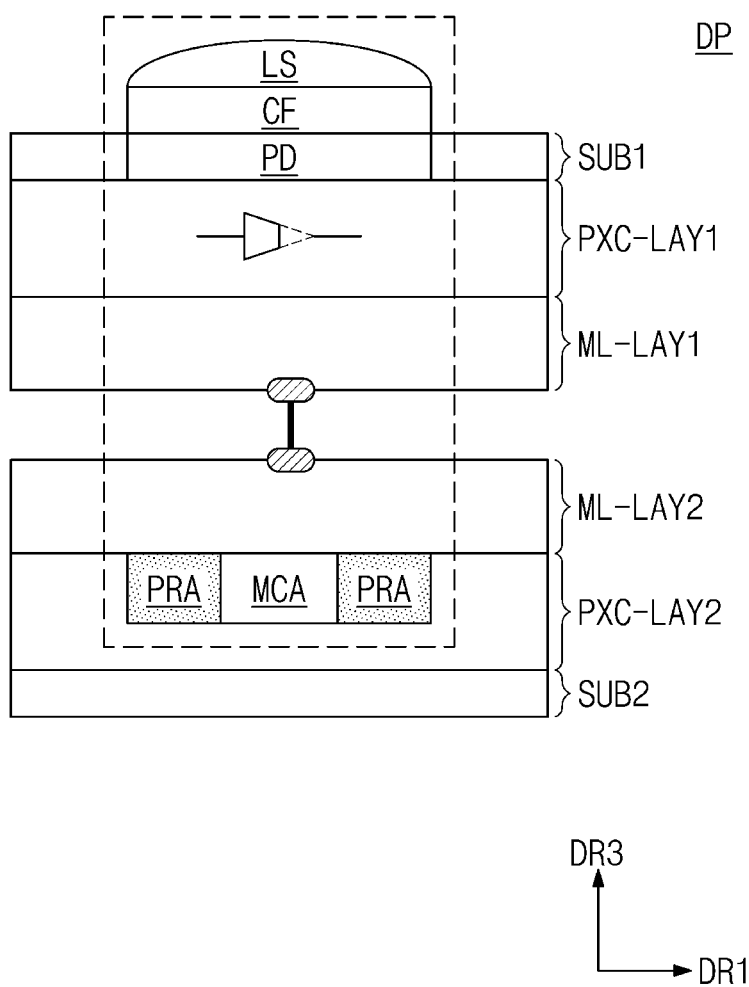 DP
LS
CF
PD
SUB1
PXC-LAY1
ML-LAY1
ML-LAY2
PRA MCA PRA
PXC-LAY2
SUB2
DR3
DR1